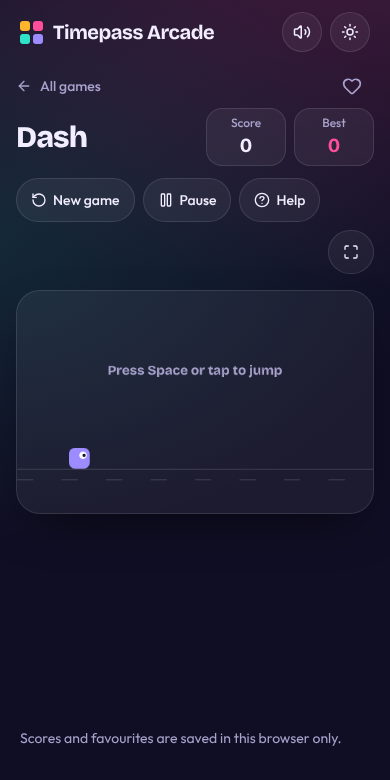 Timepass Arcade
All games
Dash
Score
0
Best
0
New game
Pause
Help
Press Space or tap to jump
Scores and favourites are saved in this browser only.